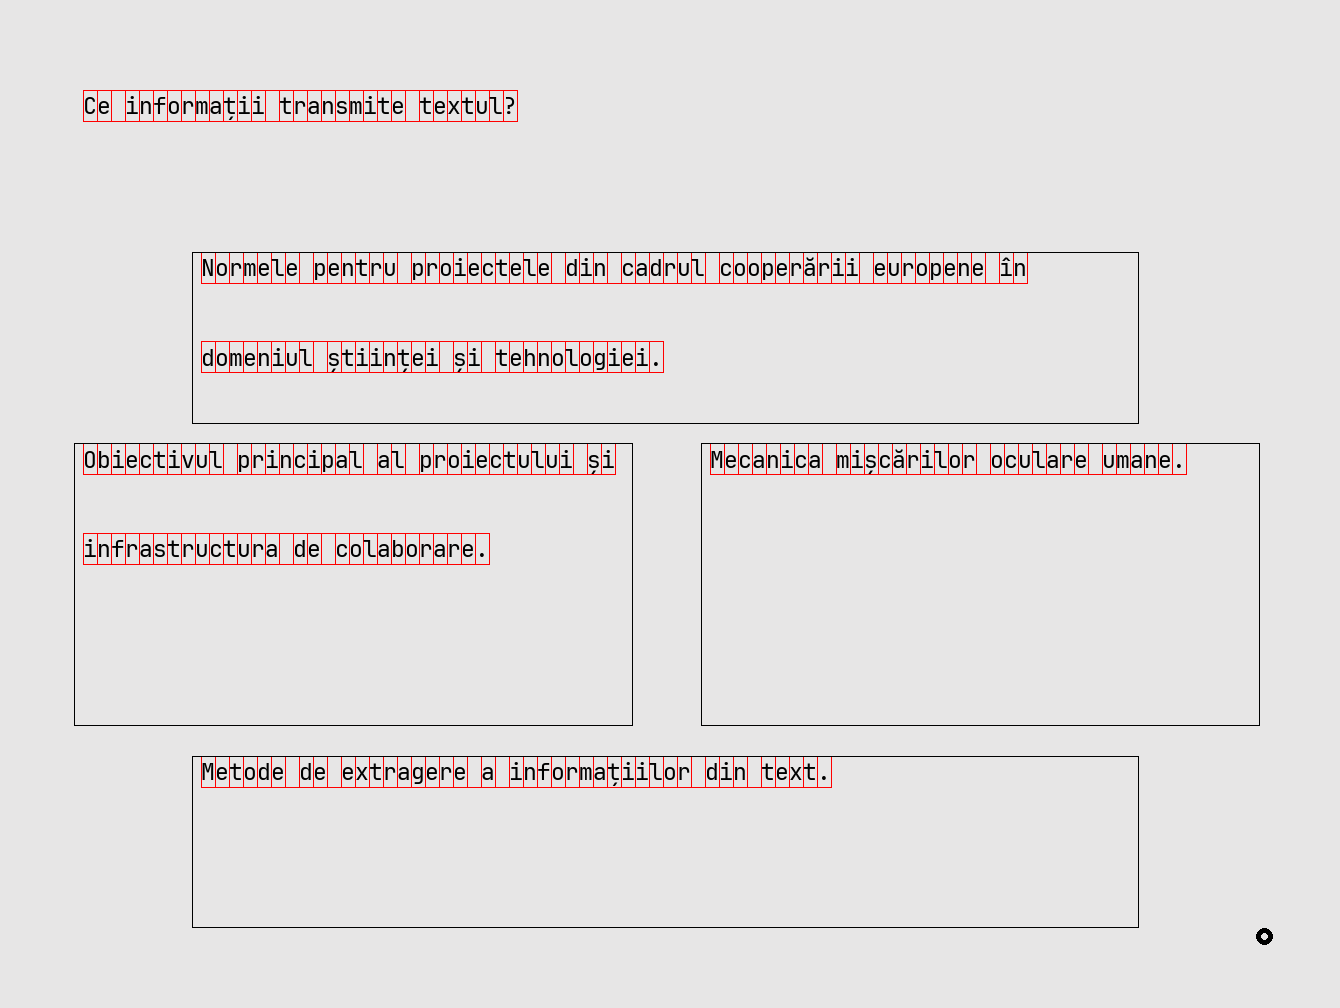 Ce informații transmite textul?
Normele pentru proiectele din cadrul cooperării europene în
domeniul științei și tehnologiei.
Obiectivul principal al proiectului și
infrastructura de colaborare.
Mecanica mișcărilor oculare umane.
Metode de extragere a informațiilor din text.